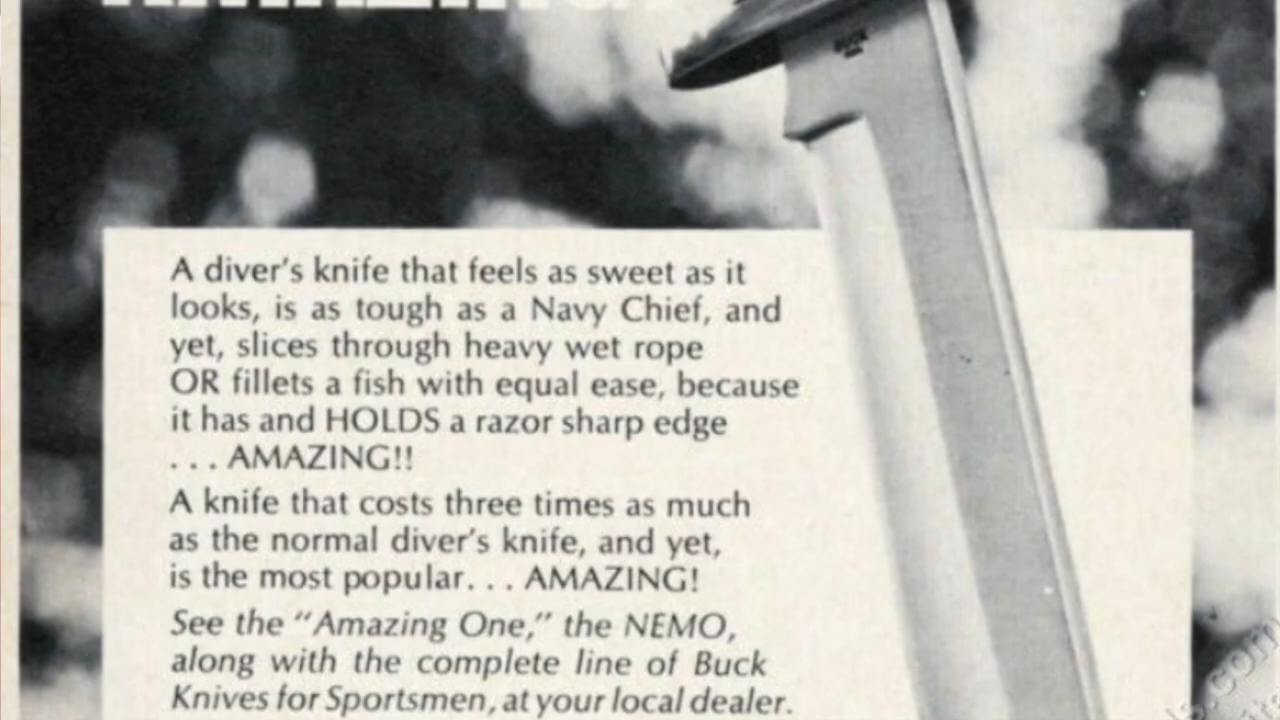 A diver's knife that feels as sweet as it
looks, is as tough as a Navy Chief, and
yet, slices through heavy wet rope
OR fillets a fish with equal ease, because
it has and HOLDS a razor sharp edge
. . . AMAZING!!
A knife that costs three times as much
as the normal diver's knife, and yet,
is the most popular. . . AMAZING!
See the "Amazing One," the NEMO,
along with the complete line of Buck
Knives for Sportsmen, at your local dealer.